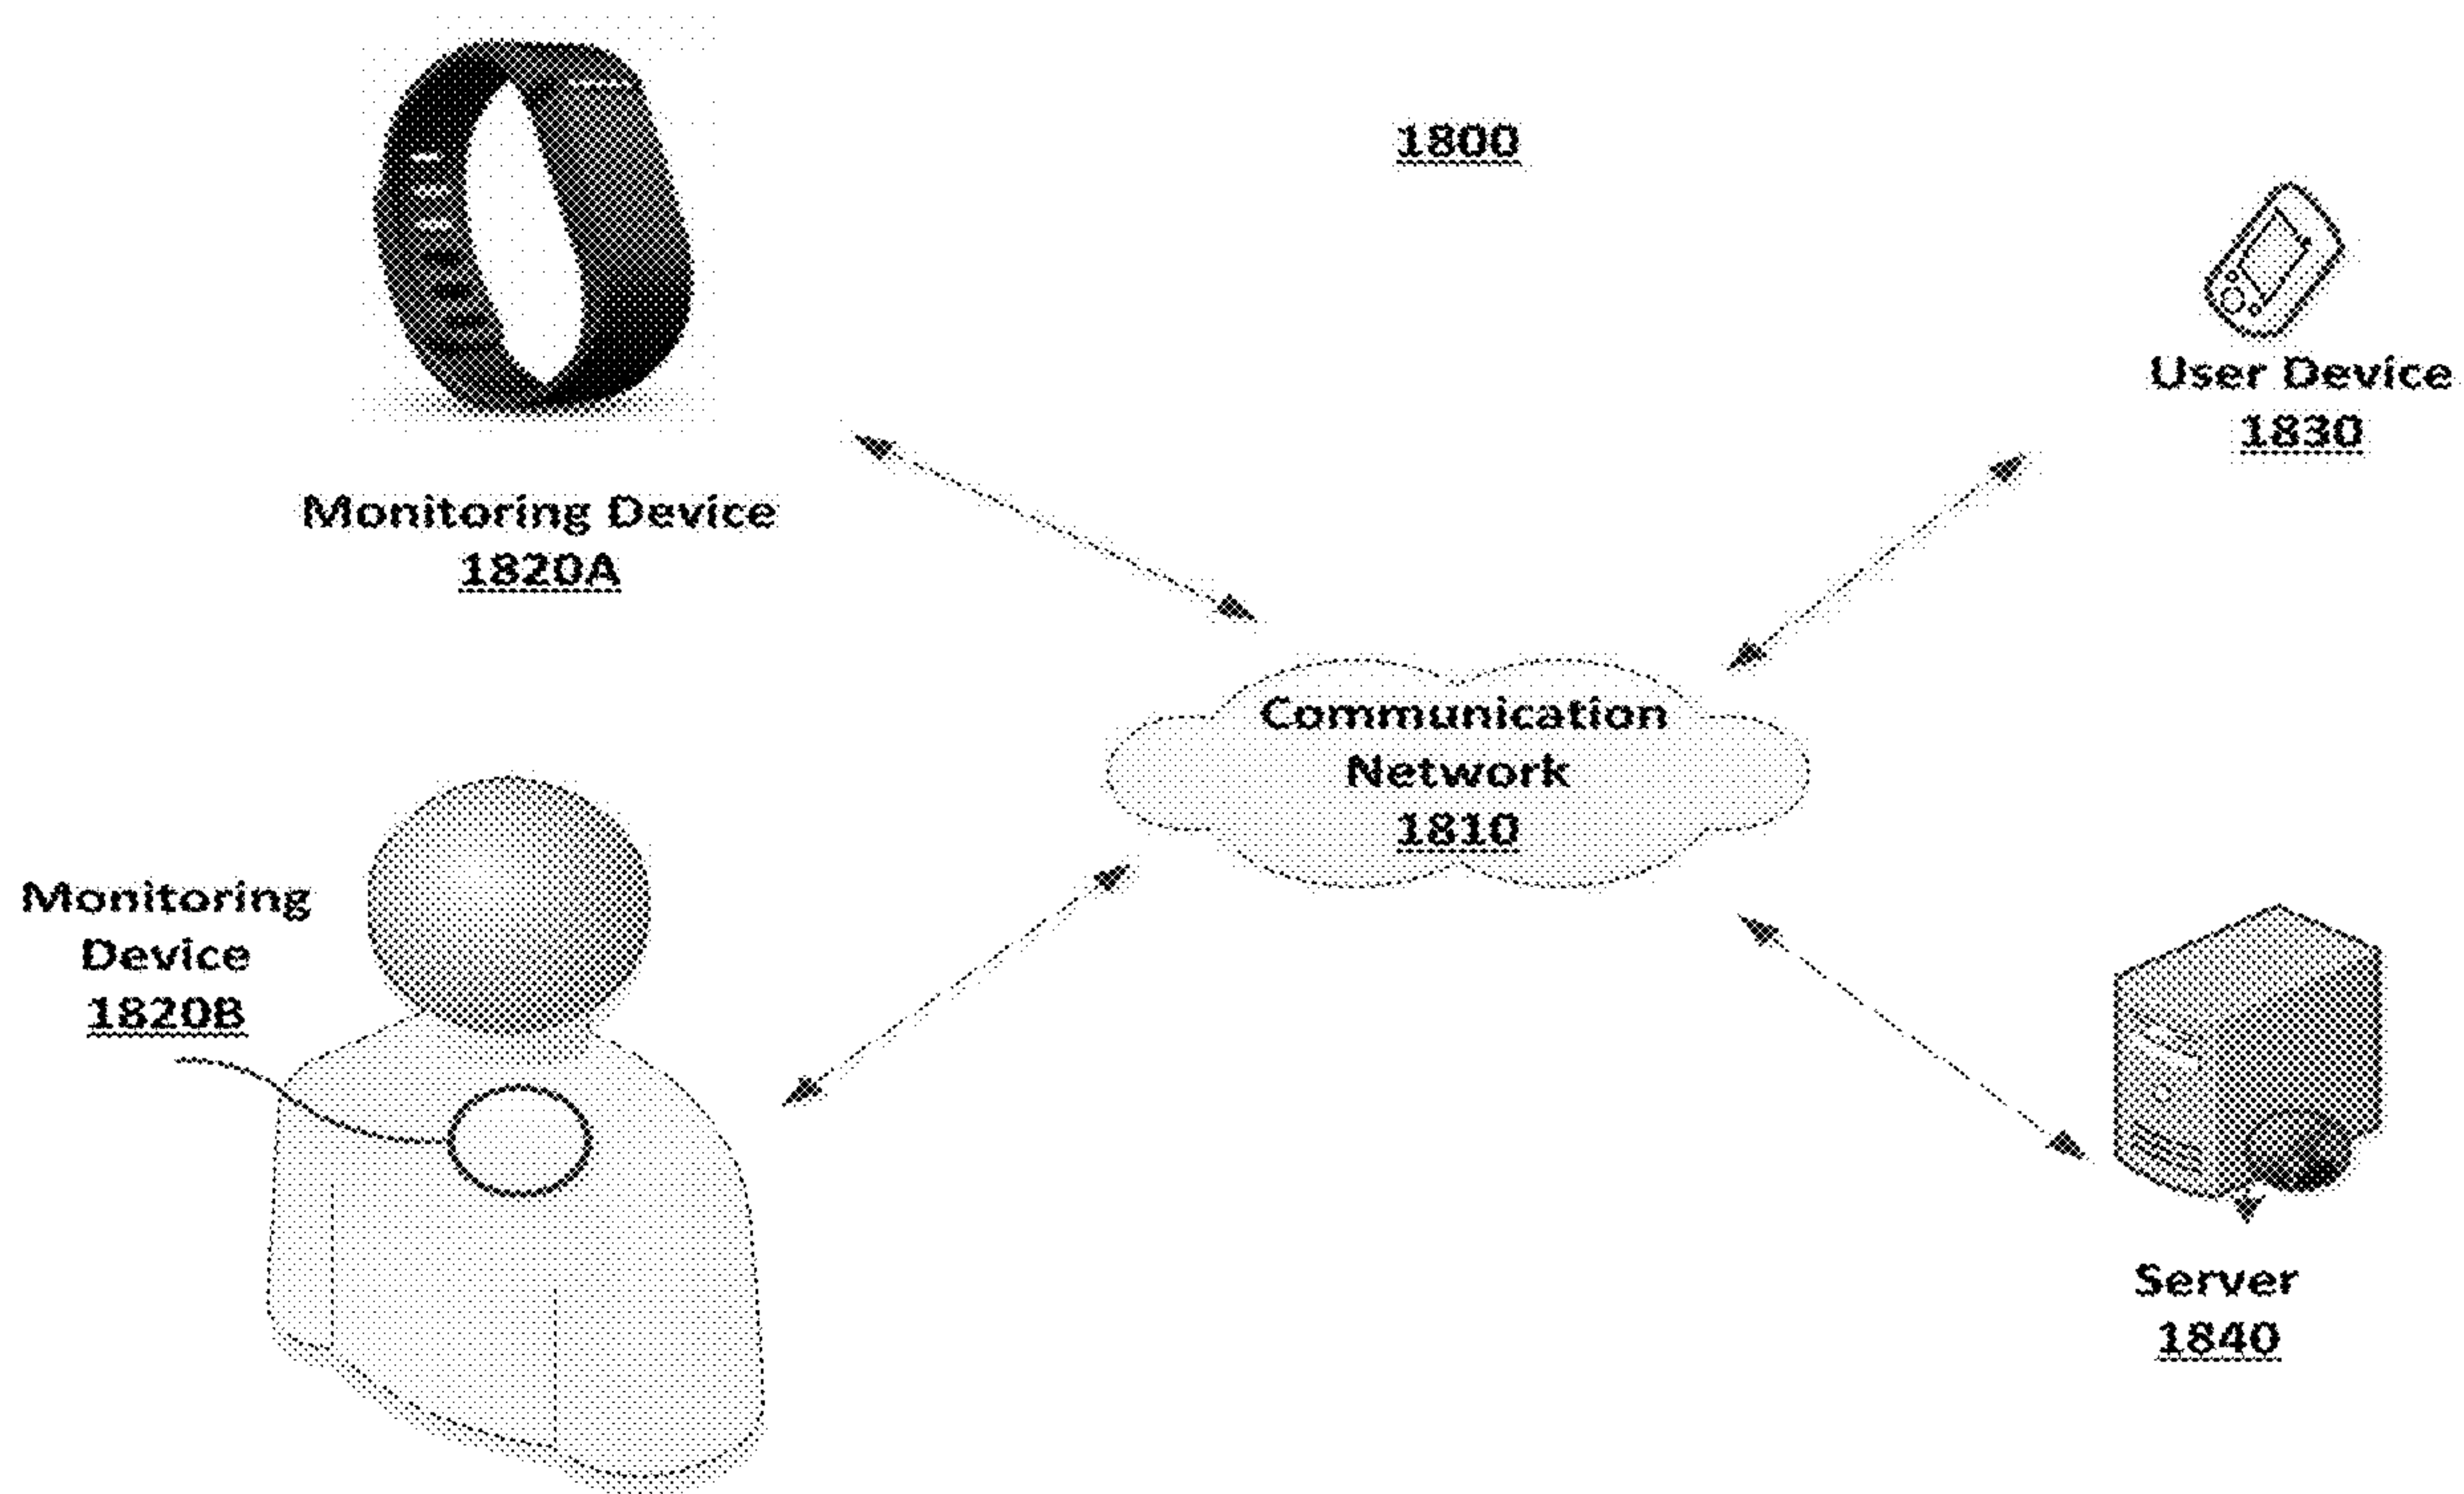 1800
User Device
1830
Monitoring Device
1820A
Communication
Network
1810
Monitoring
Device
1820B
Server
1840